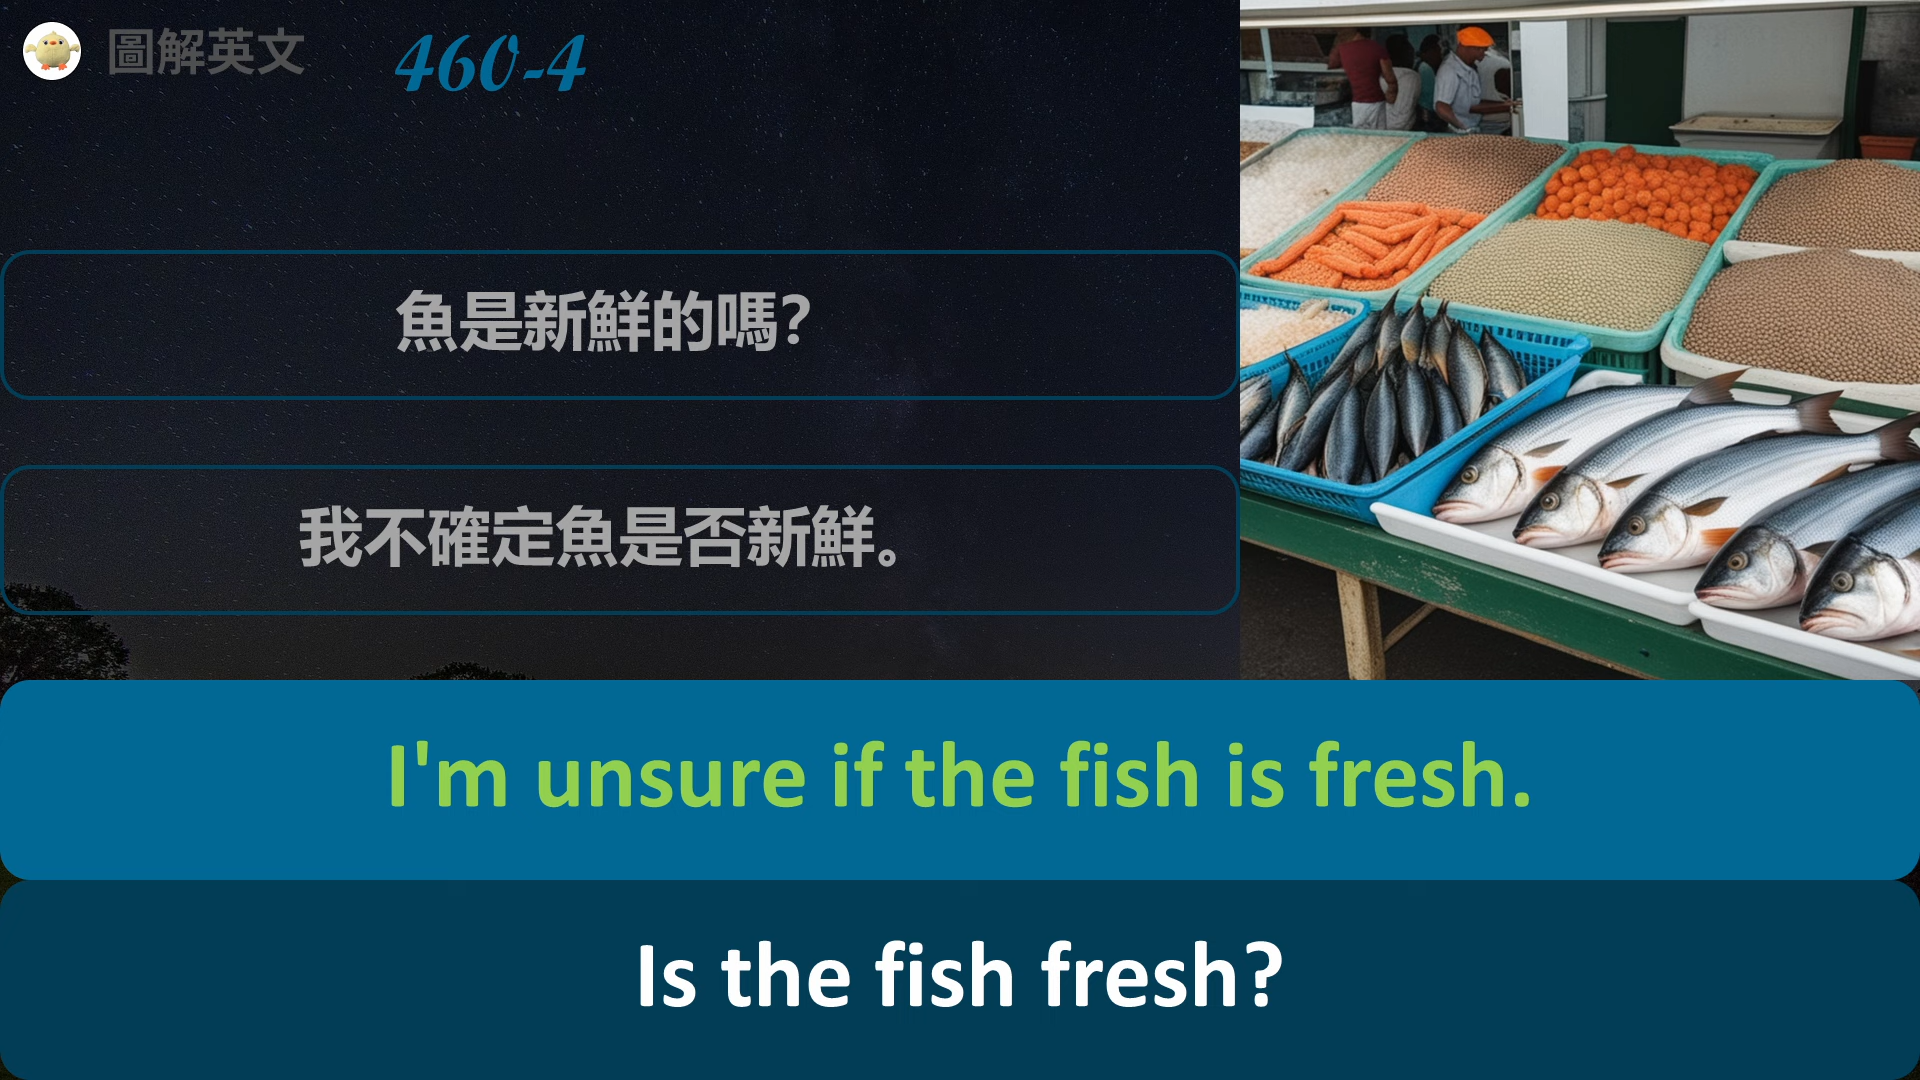 圖解英文
460-4
魚是新鮮的嗎?
我不確定魚是否新鮮。
I'm unsure if the fish is fresh.
Is the fish fresh?